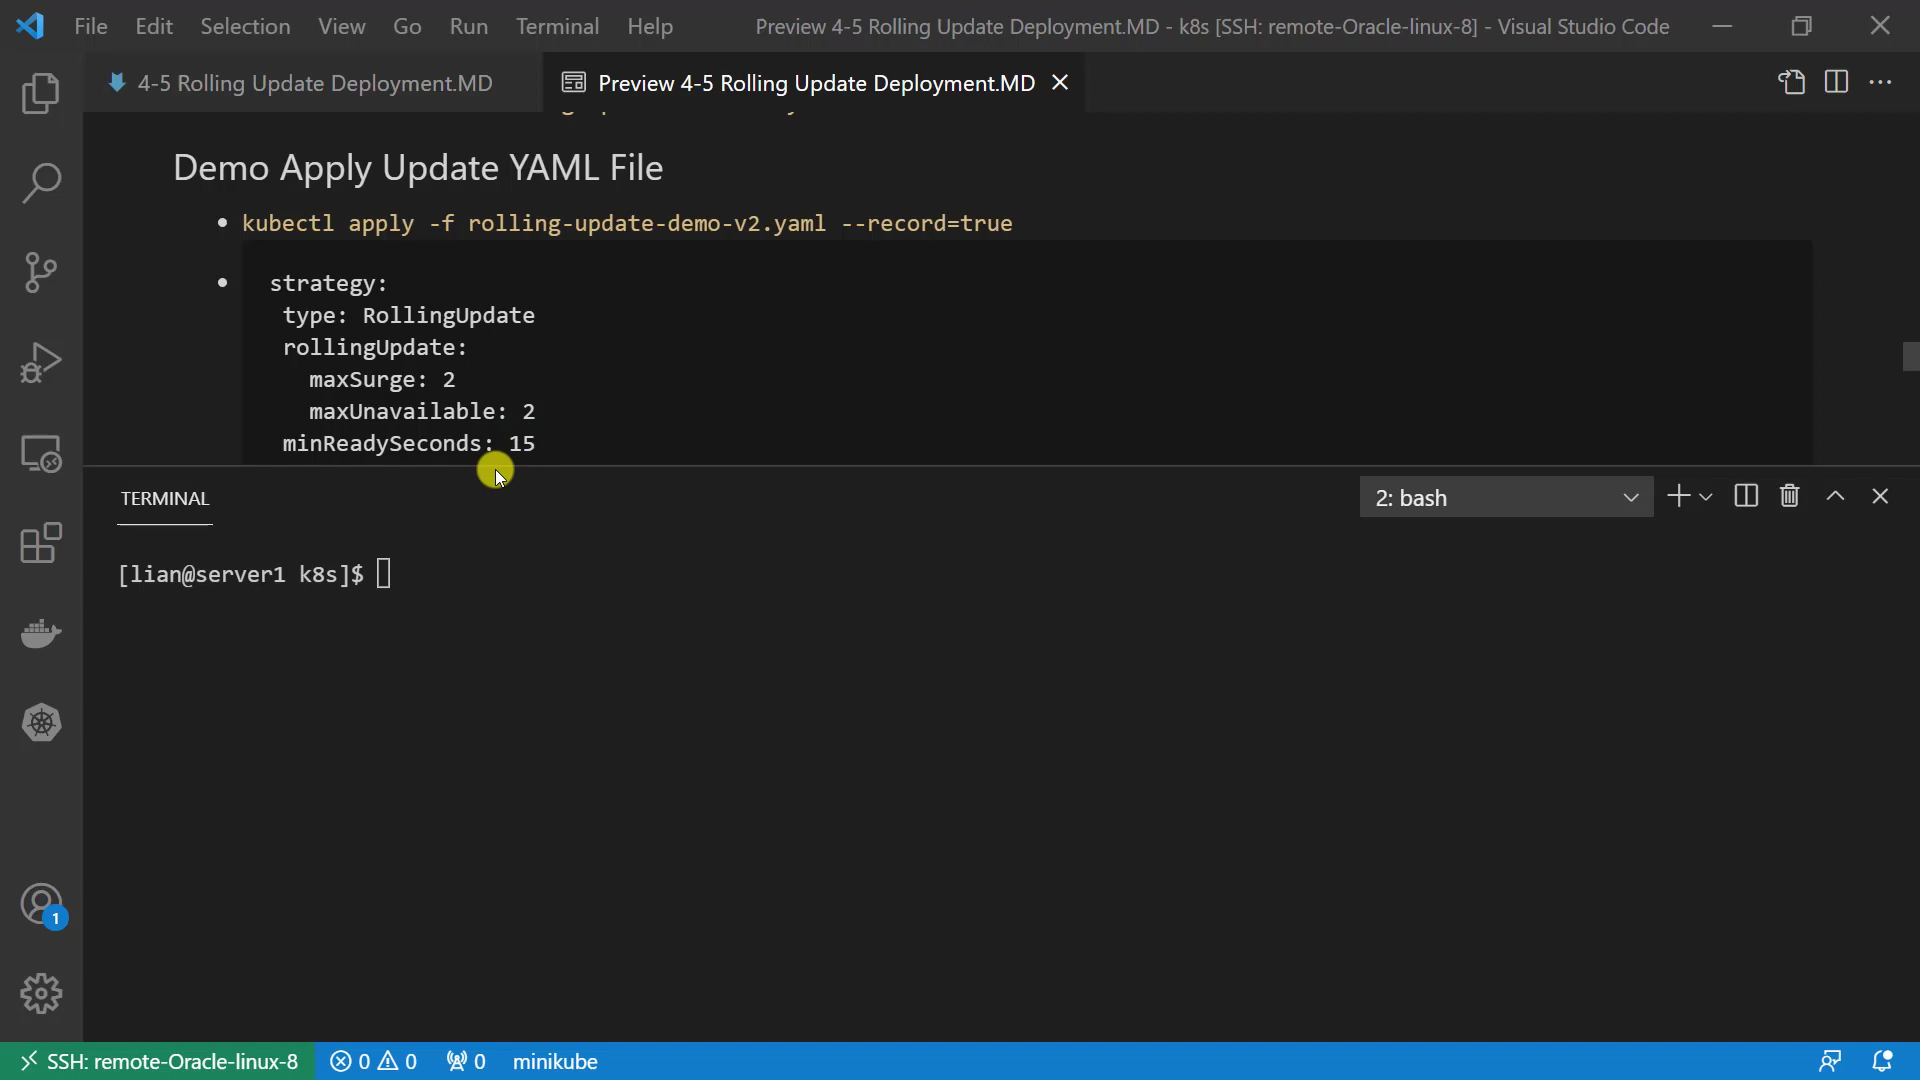 File Edit Selection View Go Run Terminal Help Preview 4-5 Rolling Update Deployment.MD - k8s [SSH: remote-Oracle-linux-8] - Visual Studio Code
4-5 Rolling Update Deployment.MD Preview 4-5 Rolling Update Deployment.MD
Demo Apply Update YAML File
kubectl apply -f rolling-update-demo-v2.yaml --record=true
strategy:
type: RollingUpdate
rollingUpdate:
maxSurge: 2
maxUnavailable: 2
minReadySeconds: 15
TERMINAL 2: bash
[lian@server1 k8s]$
1
SSH: remote-Oracle-linux-8 0 0 0 minikube